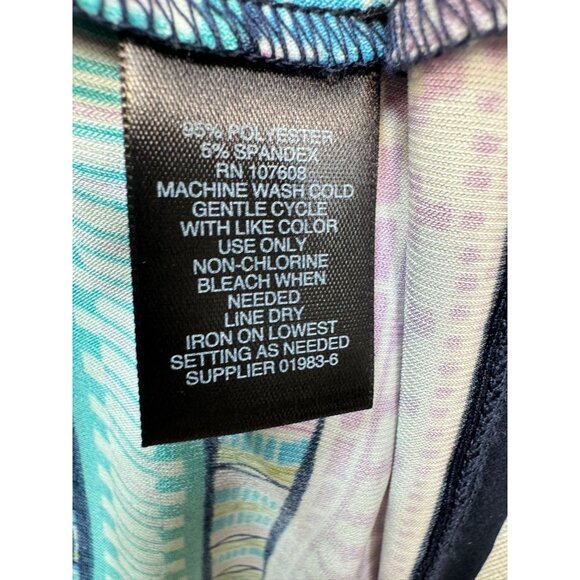 95% POLYESTER
5% SPANDEX
RN 107608
MACHINE WASH COLD
GENTLE CYCLE
WITH LIKE COLOR
USE ONLY
NON-CHLORINE
BLEACH WHEN
NEEDED
LINE DRY
IRON ON LOWEST
SETTING AS NEEDED
SUPPLIER 01983-6